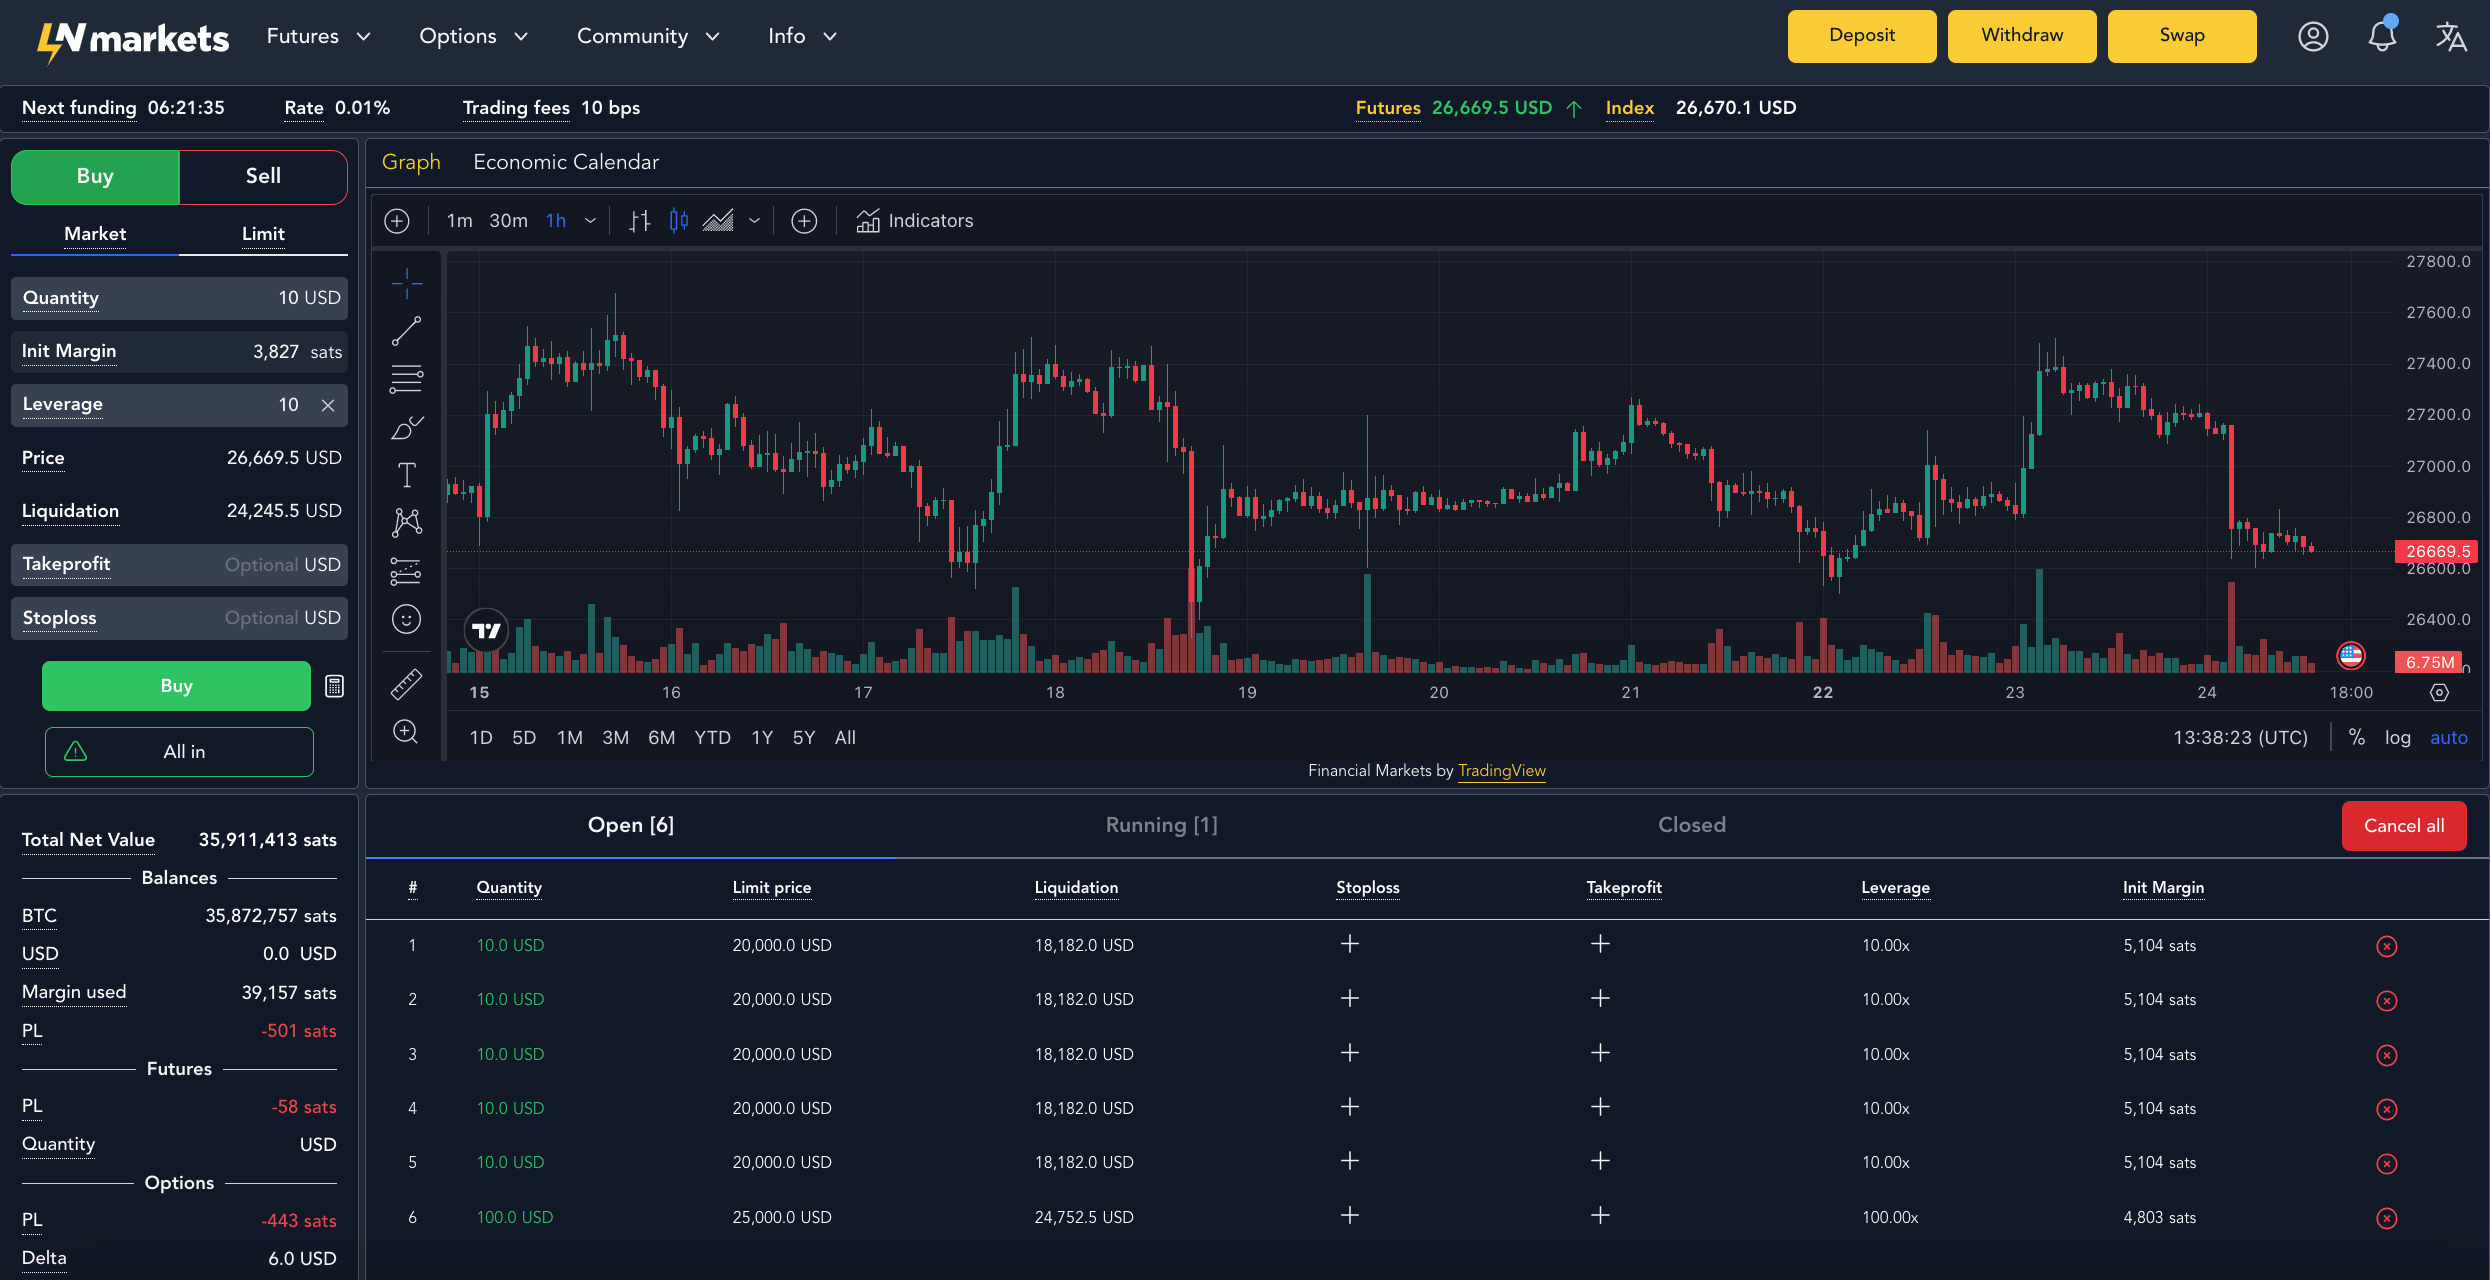 LN markets Futures Options Community Info Deposit Withdraw Swap
Next funding 06:21:35 Rate 0.01% Trading fees 10 bps Futures 26,669.5 USD ↑ Index 26,670.1 USD
Buy Sell
Market Limit
Quantity 10 USD
Init Margin 3,827 sats
Leverage 10
Price 26,669.5 USD
Liquidation 24,245.5 USD
Takeprofit Optional USD
Stoploss Optional USD
Buy
All in
Graph Economic Calendar
1m 30m 1h Indicators
27800.0
27600.0
27400.0
27200.0
27000.0
26800.0
26669.5
26600.0
26400.0
6.75M
15 16 17 18 19 20 21 22 23 24 18:00
1D 5D 1M 3M 6M YTD 1Y 5Y All 13:38:23 (UTC) % log auto
Financial Markets by TradingView
Total Net Value 35,911,413 sats
Balances
BTC 35,872,757 sats
USD 0.0 USD
Margin used 39,157 sats
PL -501 sats
Futures
PL -58 sats
Quantity USD
Options
PL -443 sats
Delta 6.0 USD
Open [6] Running [1] Closed Cancel all
# Quantity Limit price Liquidation Stoploss Takeprofit Leverage Init Margin
1 10.0 USD 20,000.0 USD 18,182.0 USD + + 10.00x 5,104 sats
2 10.0 USD 20,000.0 USD 18,182.0 USD + + 10.00x 5,104 sats
3 10.0 USD 20,000.0 USD 18,182.0 USD + + 10.00x 5,104 sats
4 10.0 USD 20,000.0 USD 18,182.0 USD + + 10.00x 5,104 sats
5 10.0 USD 20,000.0 USD 18,182.0 USD + + 10.00x 5,104 sats
6 100.0 USD 25,000.0 USD 24,752.5 USD + + 100.00x 4,803 sats